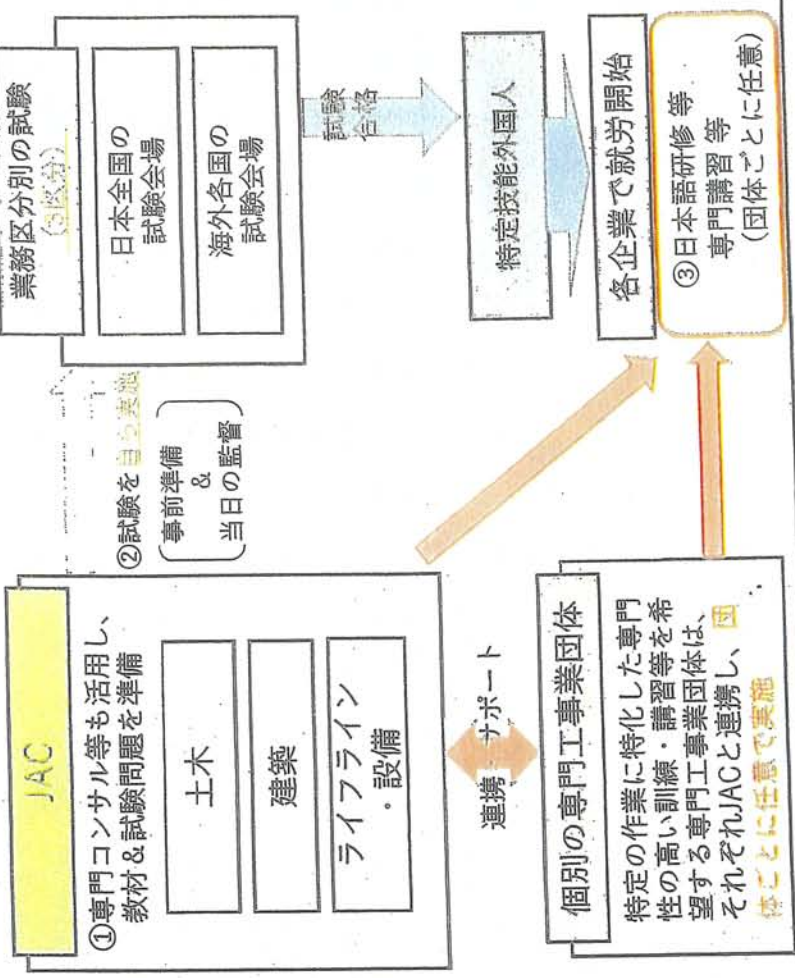 JAC
①専門コンサル等も活用し、
教材&試験問題を準備
土木
建築
ライフライン
・設備
連携・サポート
個別の専門工事業団体
特定の作業に特化した専門
性の高い訓練・講習等を希
望する専門工事業団体は、
それぞれJACと連携し、団
体ごとに任意で実施
②試験を自ら実施
事前準備
&
当日の監督
業務区分別の試験
(3区分)
日本全国の
試験会場
海外各国の
試験会場
試験
合格
特定技能外国人
各企業で就労開始
③日本語研修 等
専門講習 等
(団体ごとに任意)